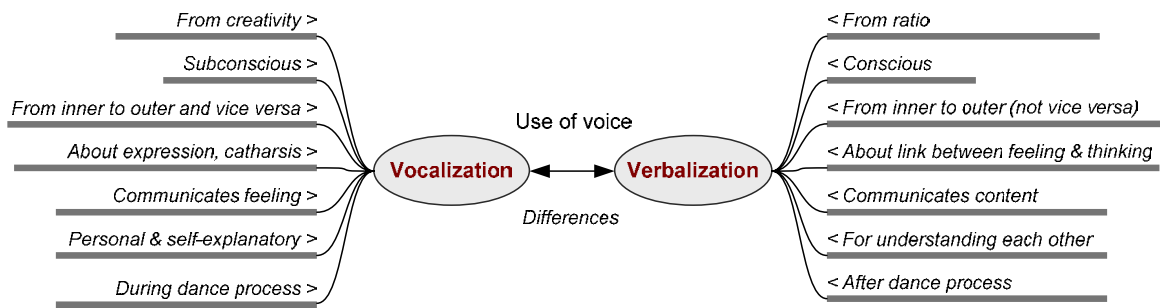 From creativity >
Subconscious >
From inner to outer and vice versa >
About expression, catharsis >
Communicates feeling >
Personal & self-explanatory >
During dance process >
Vocalization
Use of voice
Differences
Verbalization
< From ratio
< Conscious
< From inner to outer (not vice versa)
< About link between feeling & thinking
< Communicates content
< For understanding each other
< After dance process